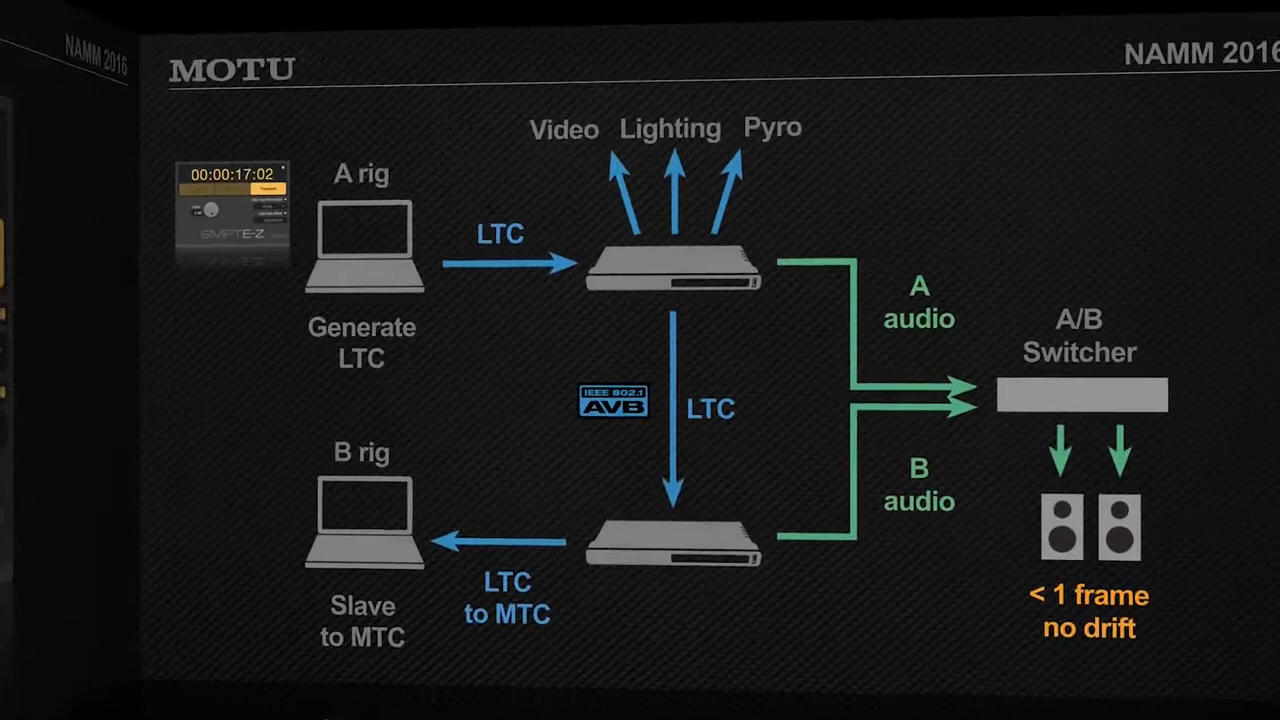 NAMM 2016
MOTU
NAMM 2016
Video Lighting Pyro
00:00:17:02
SMPTE-Z
A rig
LTC
Generate
LTC
A
audio
A/B
Switcher
IEEE 802.1
AVB
LTC
B rig
B
audio
LTC
to MTC
Slave
to MTC
< 1 frame
no drift